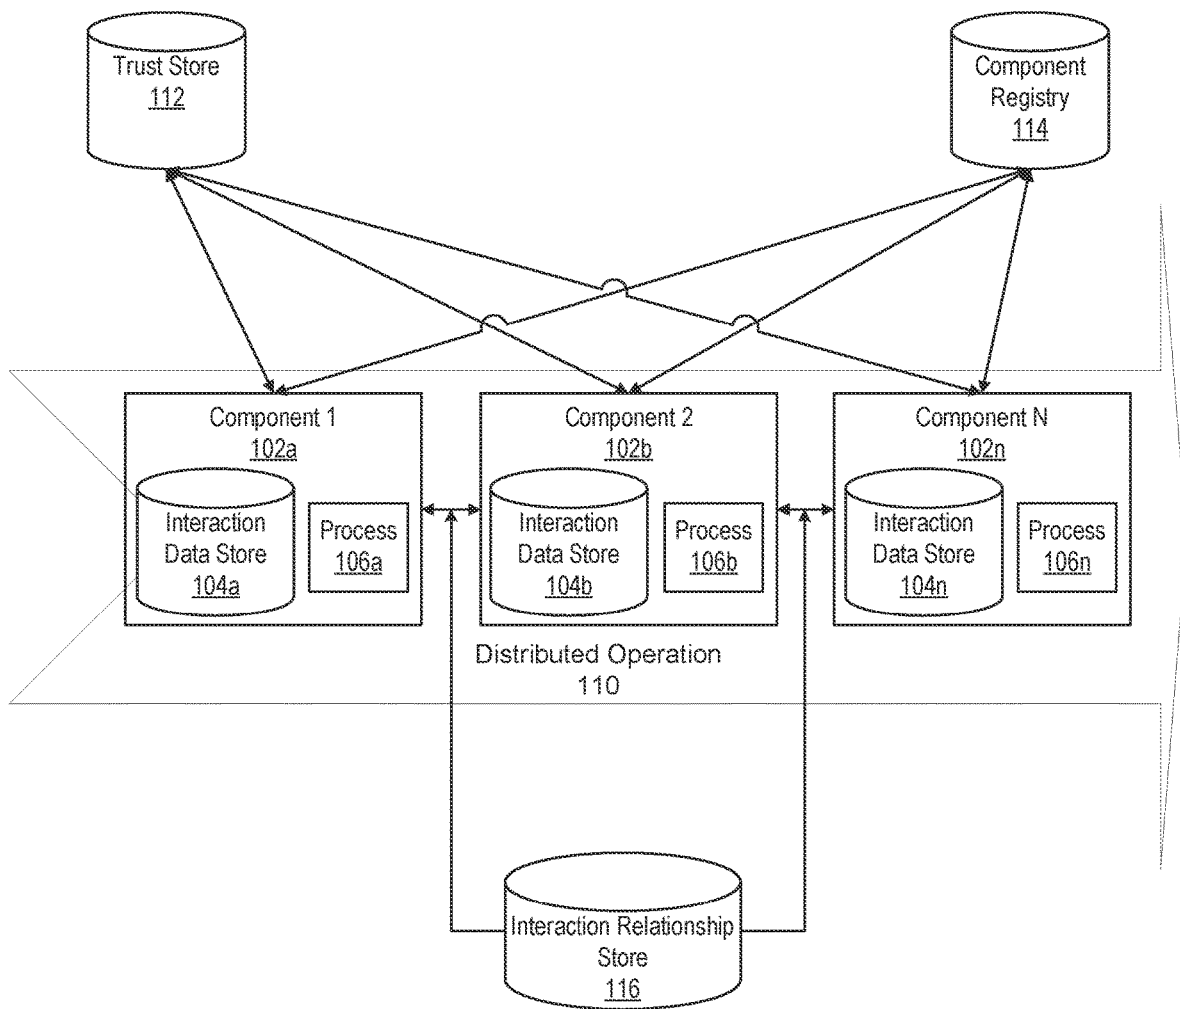 Trust Store
112
Component
Registry
114
Component 1
102a
Interaction
Data Store
104a
Process
106a
Component 2
102b
Interaction
Data Store
104b
Process
106b
Component N
102n
Interaction
Data Store
104n
Process
106n
Distributed Operation
110
Interaction Relationship
Store
116